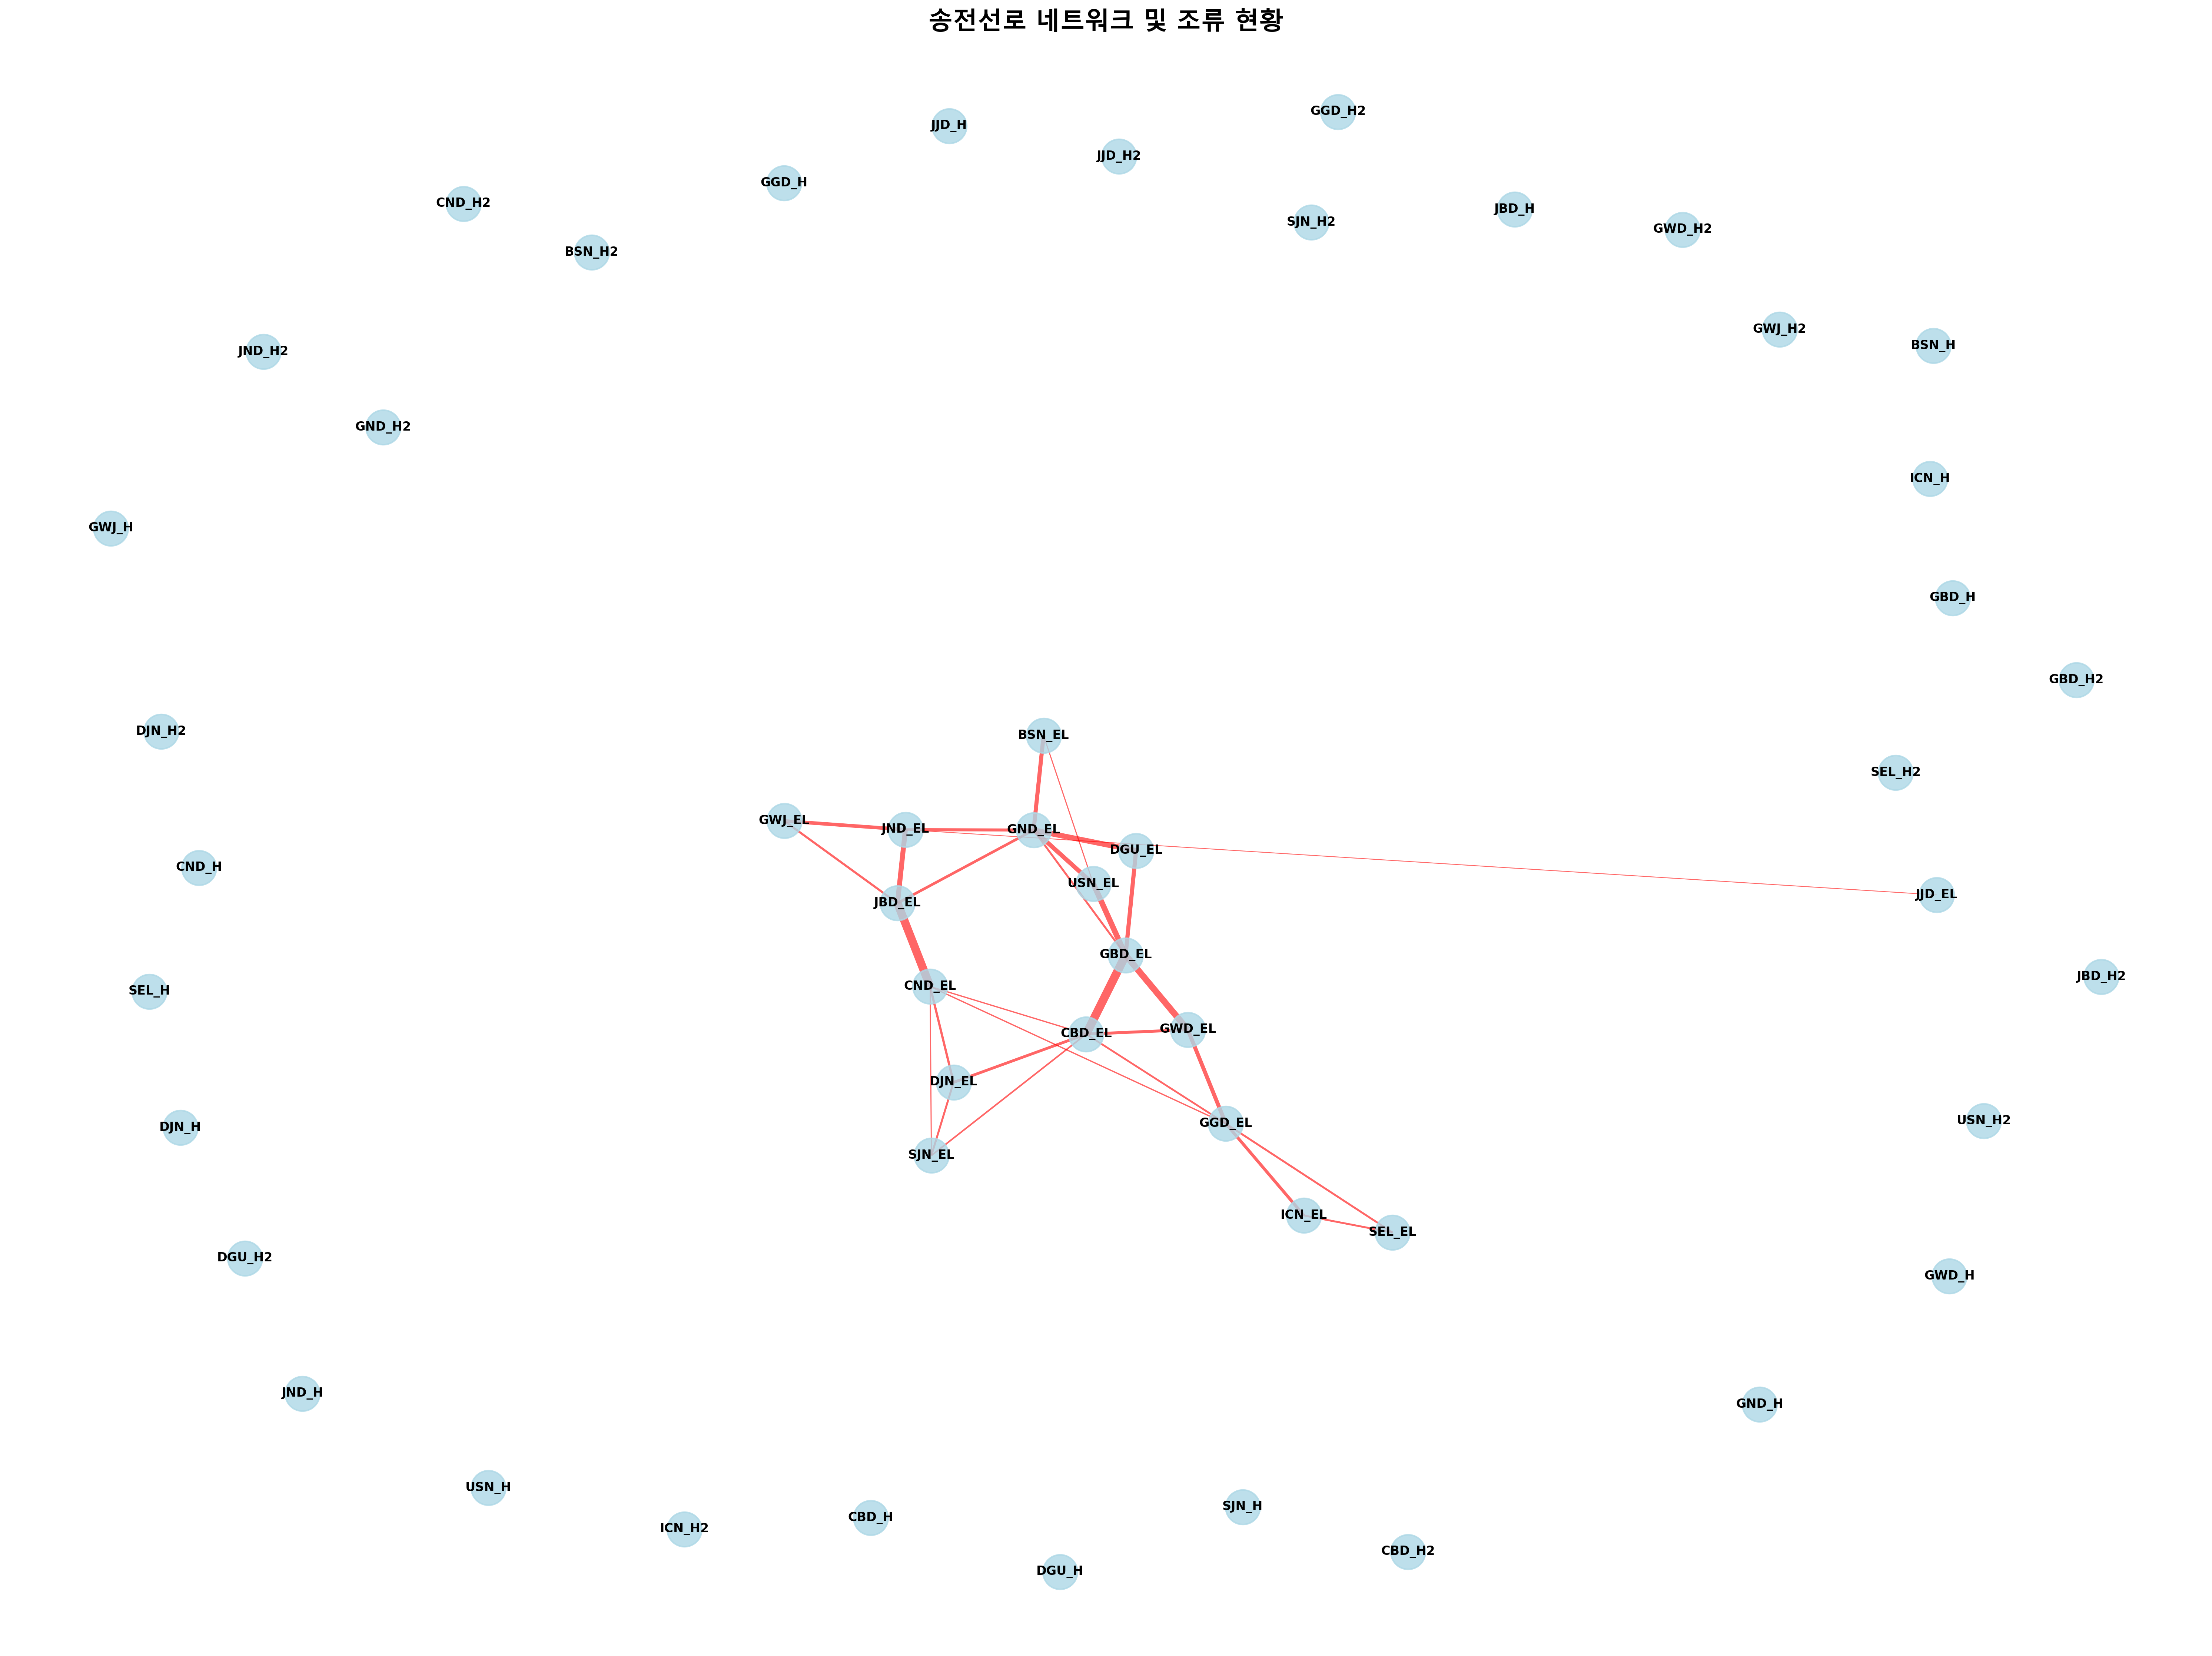 송전선로 네트워크 및 조류 현황
GGD_H2
JJD_H
JJD_H2
GGD_H
CND_H2
JBD_H
SJN_H2
GWD_H2
BSN_H2
GWJ_H2
BSN_H
JND_H2
GND_H2
ICN_H
GWJ_H
GBD_H
GBD_H2
DJN_H2
BSN_EL
SEL_H2
GWJ_EL
JND_EL
GND_EL
DGU_EL
CND_H
USN_EL
JJD_EL
JBD_EL
GBD_EL
JBD_H2
CND_EL
SEL_H
CBD_EL
GWD_EL
DJN_EL
USN_H2
GGD_EL
DJN_H
SJN_EL
ICN_EL
SEL_EL
DGU_H2
GWD_H
JND_H
GND_H
USN_H
SJN_H
CBD_H
ICN_H2
CBD_H2
DGU_H